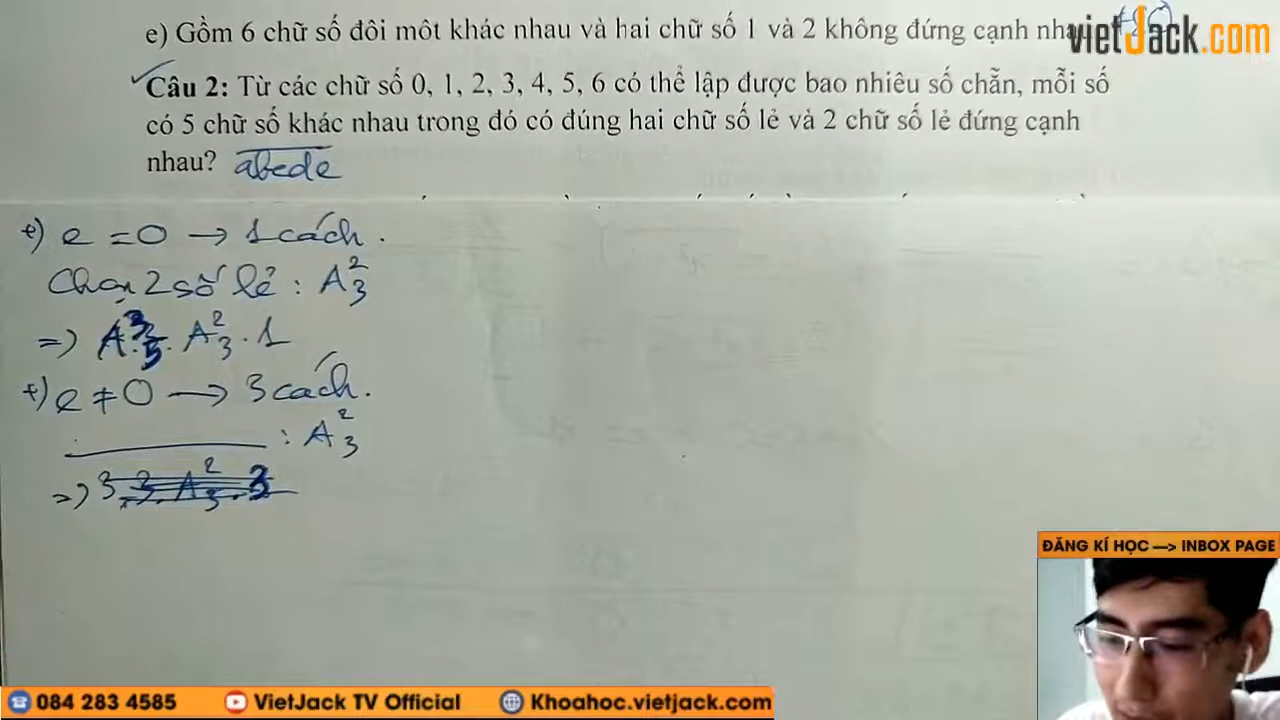 e) Gồm 6 chữ số đôi một khác nhau và hai chữ số 1 và 2 không đứng cạnh nhau
vietJack.com
Câu 2: Từ các chữ số 0, 1, 2, 3, 4, 5, 6 có thể lập được bao nhiêu số chẵn, mỗi số
có 5 chữ số khác nhau trong đó có đúng hai chữ số lẻ và 2 chữ số lẻ đứng cạnh
nhau? abcde
+) e = 0 → 1 cách.
Chọn 2 số lẻ : A²₃
=> A³₅ . A²₃ . 1
+) e ≠ 0 → 3 cách.
: A²₃
=> 3
ĐĂNG KÍ HỌC —> INBOX PAGE
084 283 4585 VietJack TV Official Khoahoc.vietjack.com